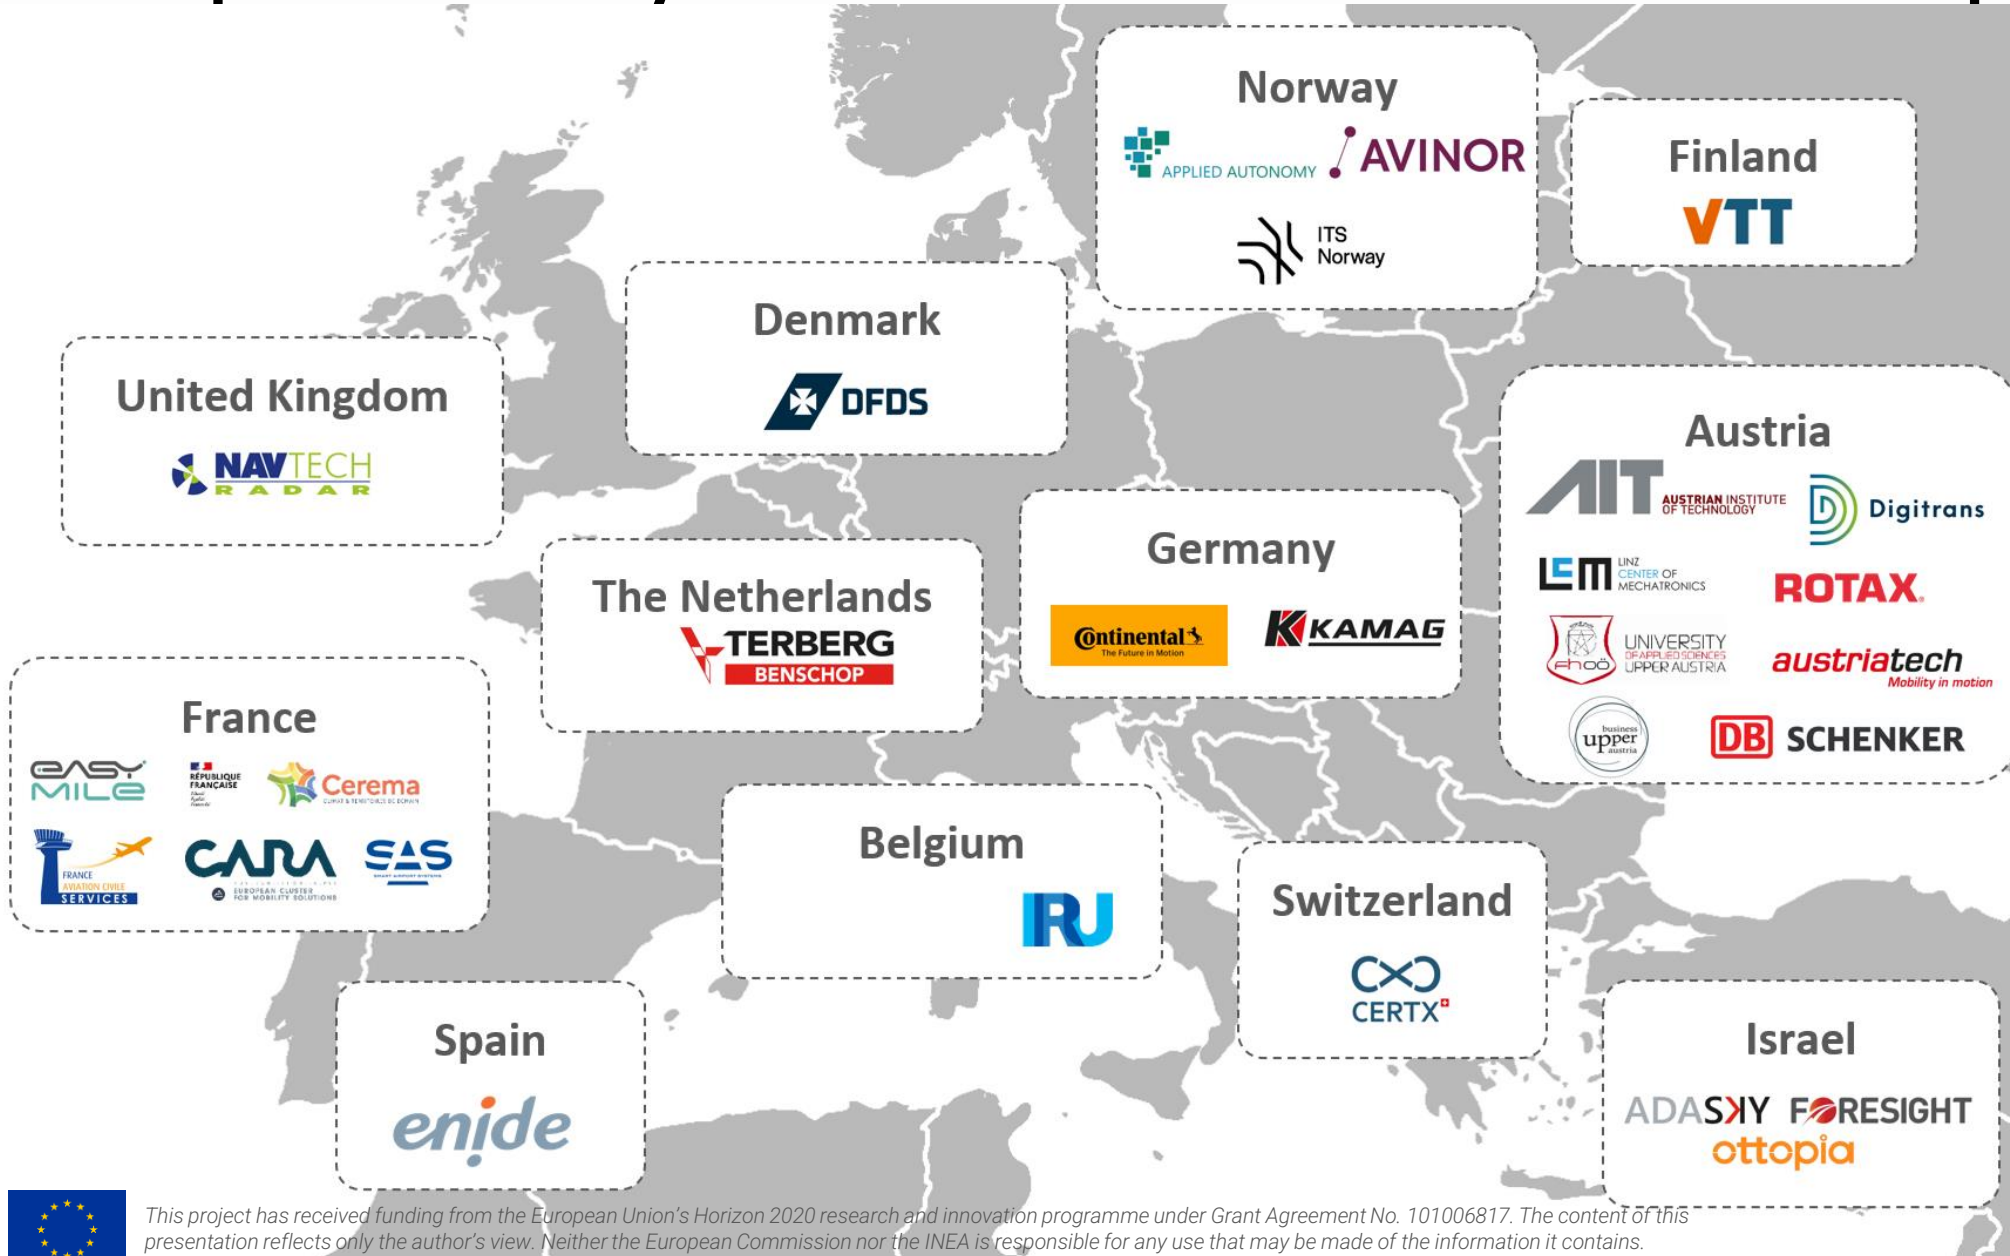 Norway
APPLIED AUTONOMY
AVINOR
ITS
Norway
Finland
VTT
Denmark
DFDS
United Kingdom
NAVTECH
RADAR
Austria
AIT
AUSTRIAN INSTITUTE
OF TECHNOLOGY
Digitrans
LCM
LINZ
CENTER OF
MECHATRONICS
ROTAX
fhoö
UNIVERSITY
OF APPLIED SCIENCES
UPPER AUSTRIA
austriatech
Mobility in motion
business
upper
austria
DB SCHENKER
The Netherlands
TERBERG
BENSCHOP
Germany
Continental
The Future in Motion
KAMAG
France
EASY
MILE
RÉPUBLIQUE
FRANÇAISE
Cerema
FRANCE
AVIATION CIVILE
SERVICES
CARA
EUROPEAN CLUSTER
FOR MOBILITY SOLUTIONS
SAS
SMART AIRPORT SYSTEMS
Belgium
IRU
Switzerland
CERTX
Spain
enide
Israel
ADASKY
FORESIGHT
ottopia
This project has received funding from the European Union's Horizon 2020 research and innovation programme under Grant Agreement No. 101006817. The content of this
presentation reflects only the author's view. Neither the European Commission nor the INEA is responsible for any use that may be made of the information it contains.